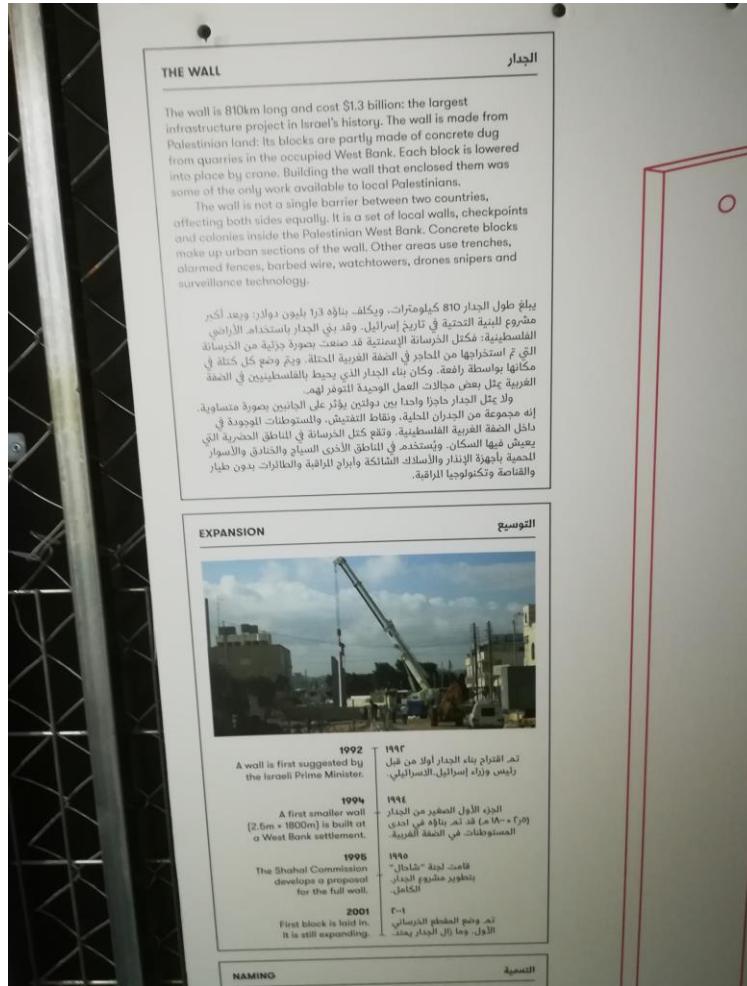 THE WALL
الجدار
The wall is 810km long and cost $1.3 billion: the largest
infrastructure project in Israel's history. The wall is made from
Palestinian land: Its blocks are partly made of concrete dug
from quarries in the occupied West Bank. Each block is lowered
into place by crane. Building the wall that enclosed them was
some of the only work available to local Palestinians.
The wall is not a single barrier between two countries,
affecting both sides equally. It is a set of local walls, checkpoints
and colonies inside the Palestinian West Bank. Concrete blocks
make up urban sections of the wall. Other areas use trenches,
alarmed fences, barbed wire, watchtowers, drones snipers and
surveillance technology.
يبلغ طول الجدار 810 كيلومترات، ويكلف بناؤه 1٫3 بليون دولار: ويعد أكبر
مشروع للبنية التحتية في تاريخ إسرائيل. وقد بني الجدار باستخدام الأراضي
الفلسطينية: فكتل الخرسانة الإسمنتية قد صنعت بصورة جزئية من الخرسانة
التي تم استخراجها من المحاجر في الضفة الغربية المحتلة. ويتم وضع كل كتلة في
مكانها بواسطة رافعة. وكان بناء الجدار الذي يحيط بالفلسطينيين في الضفة
الغربية يمثل بعض مجالات العمل الوحيدة المتوفر لهم.
ولا يمثل الجدار حاجزا واحدا بين دولتين يؤثر على الجانبين بصورة متساوية.
إنه مجموعة من الجدران المحلية، ونقاط التفتيش، والمستوطنات الموجودة في
داخل الضفة الغربية الفلسطينية. وتقع كتل الخرسانة في المناطق الحضرية التي
يعيش فيها السكان. ويُستخدم في المناطق الأخرى السياج والخنادق والأسوار
المحمية بأجهزة الإنذار والأسلاك الشائكة وأبراج المراقبة والطائرات بدون طيار
والقناصة وتكنولوجيا المراقبة.
EXPANSION
التوسيع
1992
A wall is first suggested by
the Israeli Prime Minister.
١٩٩٢
تم اقتراح بناء الجدار أولا من قبل
رئيس وزراء إسرائيل.الاسرائيلي.
1994
A first smaller wall
(2.5m × 1800m) is built at
a West Bank settlement.
١٩٩٤
الجزء الأول الصغير من الجدار
(٢٫٥ × ١٨٠٠ م) قد تم بناؤه في احدى
المستوطنات في الضفة الغربية.
1995
The Shahal Commission
develops a proposal
for the full wall.
١٩٩٥
قامت لجنة "شاحال"
بتطوير مشروع الجدار
الكامل.
2001
First block is laid in.
It is still expanding.
٢٠٠١
تم وضع المقطع الخرساني
الأول. وما زال الجدار يمتد.
NAMING
التسمية